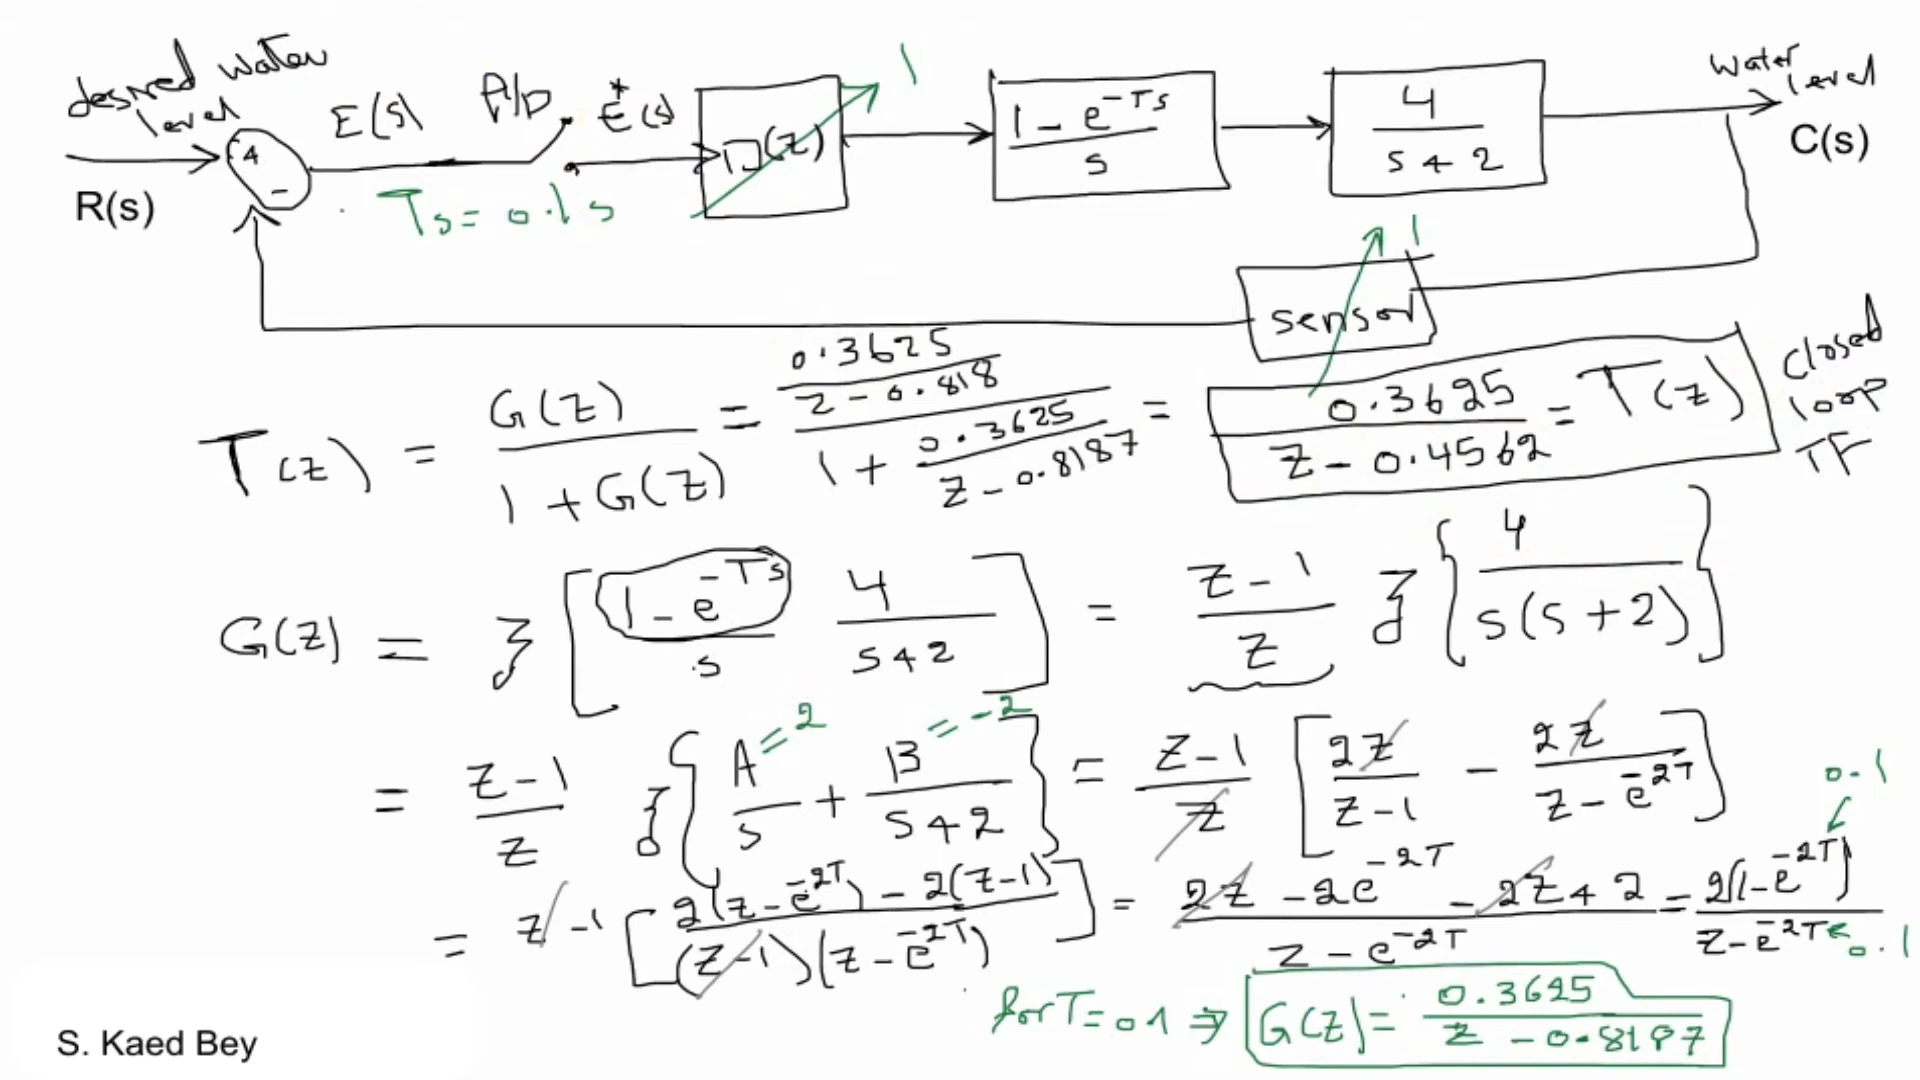 desired water level
R(s)
+
-
E(s)
A/D
E*(s)
Ts = 0.1s
D(z)
1
1 - e^-Ts / s
4 / s + 2
water level
C(s)
sensor
1
T(z) = G(z) / 1 + G(z) = 0.3625 / z - 0.818 / 1 + 0.3625 / z - 0.8187 = 0.3625 / z - 0.4562 = T(z)
Closed loop TF
G(z) = ʒ [ 1 - e^-Ts / s 4 / s + 2 ] = z - 1 / z ʒ { 4 / s(s + 2) }
= z - 1 / z ʒ { A / s + B / s + 2 } = z - 1 / z [ 2z / z - 1 - 2z / z - e^-2T ]
= 2
= -2
0.1
= z - 1 [ 2(z - e^-2T) - 2(z - 1) / (z - 1)(z - e^-2T) ] = 2z - 2e^-2T - 2z + 2 / z - e^-2T = 2(1 - e^-2T) / z - e^-2T
0.1
for T = 0.1 ⇒ G(z) = 0.3625 / z - 0.8187
S. Kaed Bey